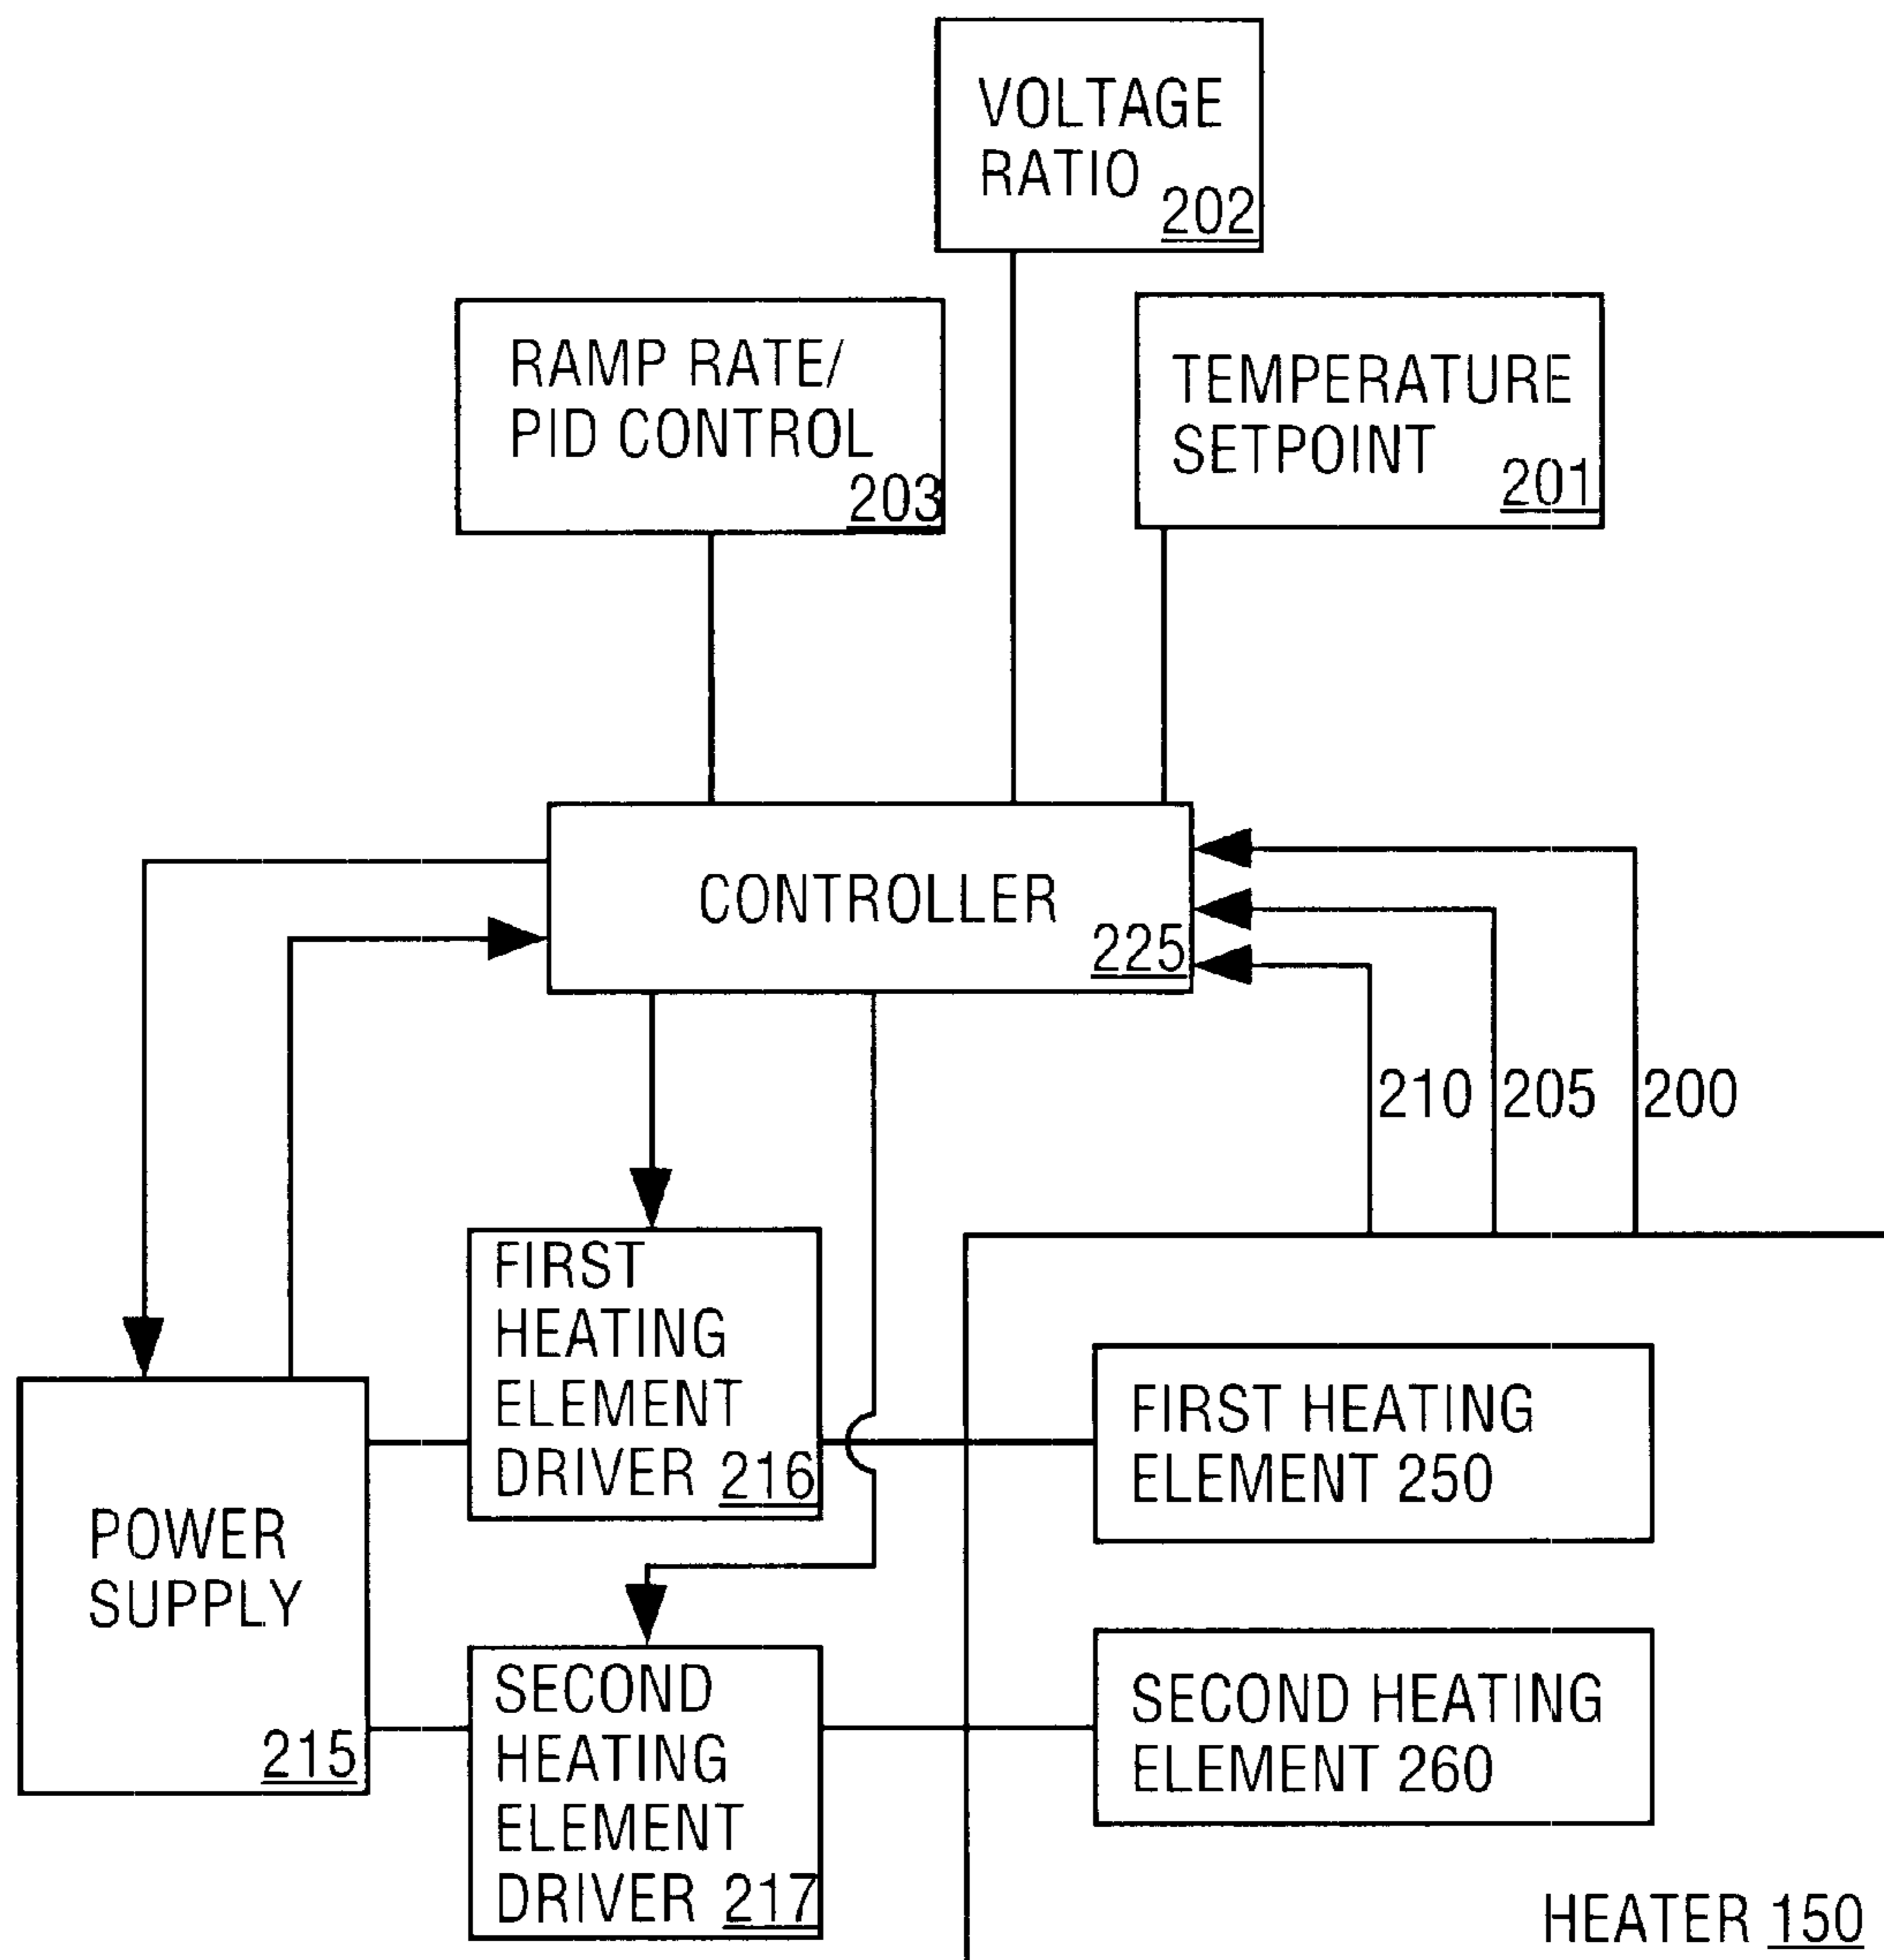 VOLTAGE
RATIO
202
RAMP RATE/
PID CONTROL
203
TEMPERATURE
SETPOINT
201
CONTROLLER
225
210
205
200
FIRST
HEATING
ELEMENT
DRIVER 216
FIRST HEATING
ELEMENT 250
POWER
SUPPLY
215
SECOND
HEATING
ELEMENT
DRIVER 217
SECOND HEATING
ELEMENT 260
HEATER 150